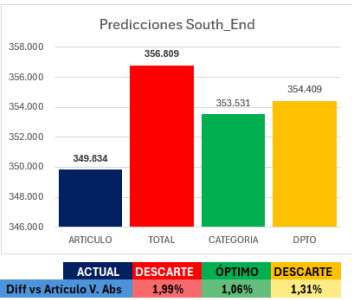 Predicciones South_End
358.000
356.000
354.000
352.000
350.000
348.000
346.000
349.834
356.809
353.531
354.409
ARTICULO TOTAL CATEGORIA DPTO
ACTUAL DESCARTE ÓPTIMO DESCARTE
Diff vs Artículo V. Abs 1,99% 1,06% 1,31%